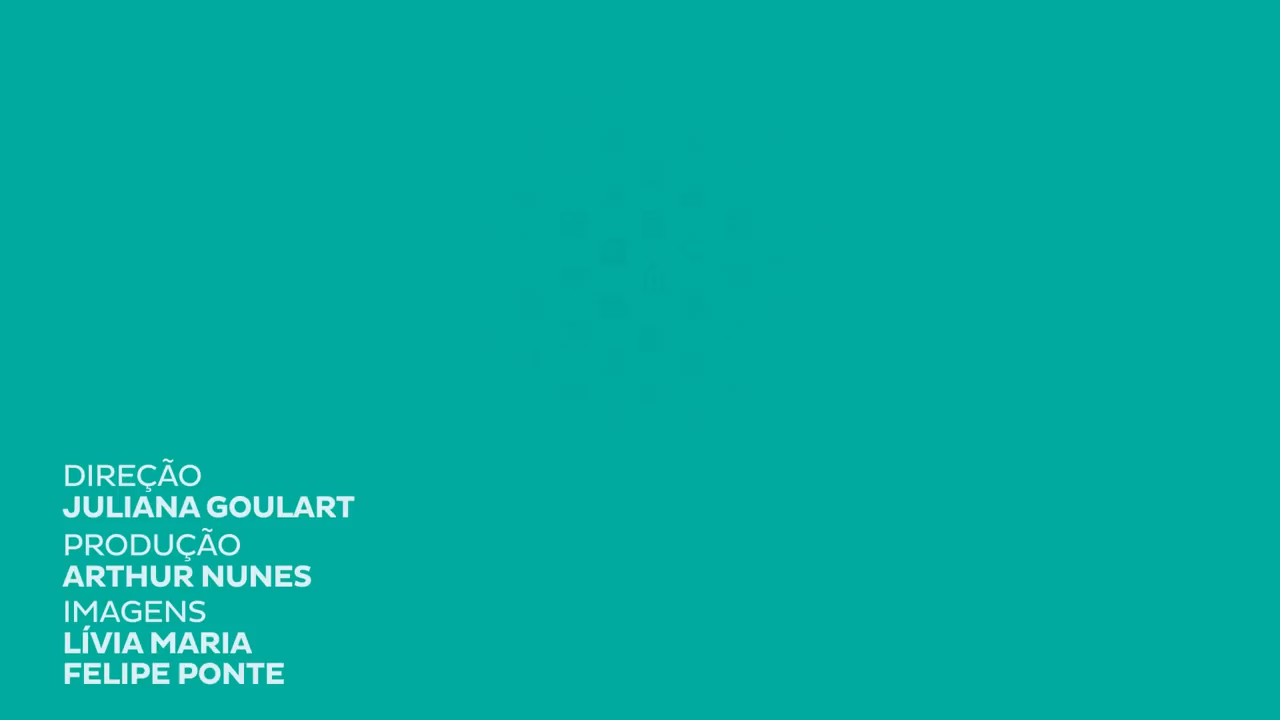 DIREÇÃO
JULIANA GOULART
PRODUÇÃO
ARTHUR NUNES
IMAGENS
LÍVIA MARIA
FELIPE PONTE